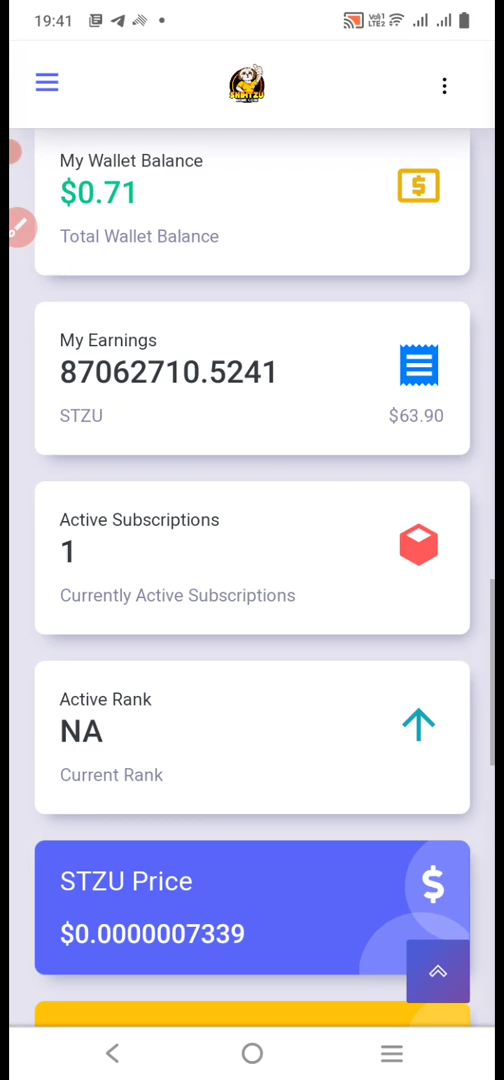 19:41
My Wallet Balance
$0.71
Total Wallet Balance
My Earnings
87062710.5241
STZU
$63.90
Active Subscriptions
1
Currently Active Subscriptions
Active Rank
NA
Current Rank
STZU Price
$0.0000007339